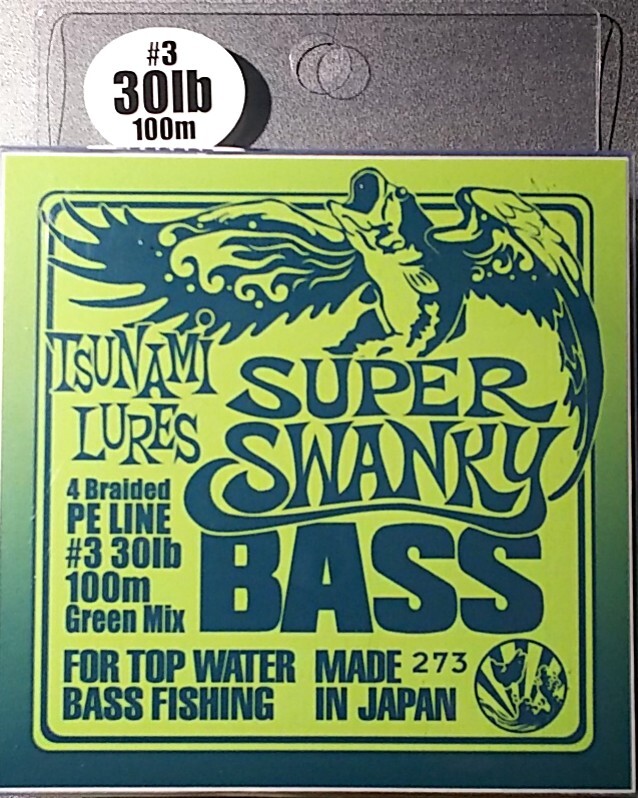 #3
30lb
100m
TSUNAMI
LURES
SUPER
SWANKY
BASS
4 Braided
PE LINE
#3 30lb
100m
Green Mix
FOR TOP WATER
BASS FISHING
MADE 273
IN JAPAN